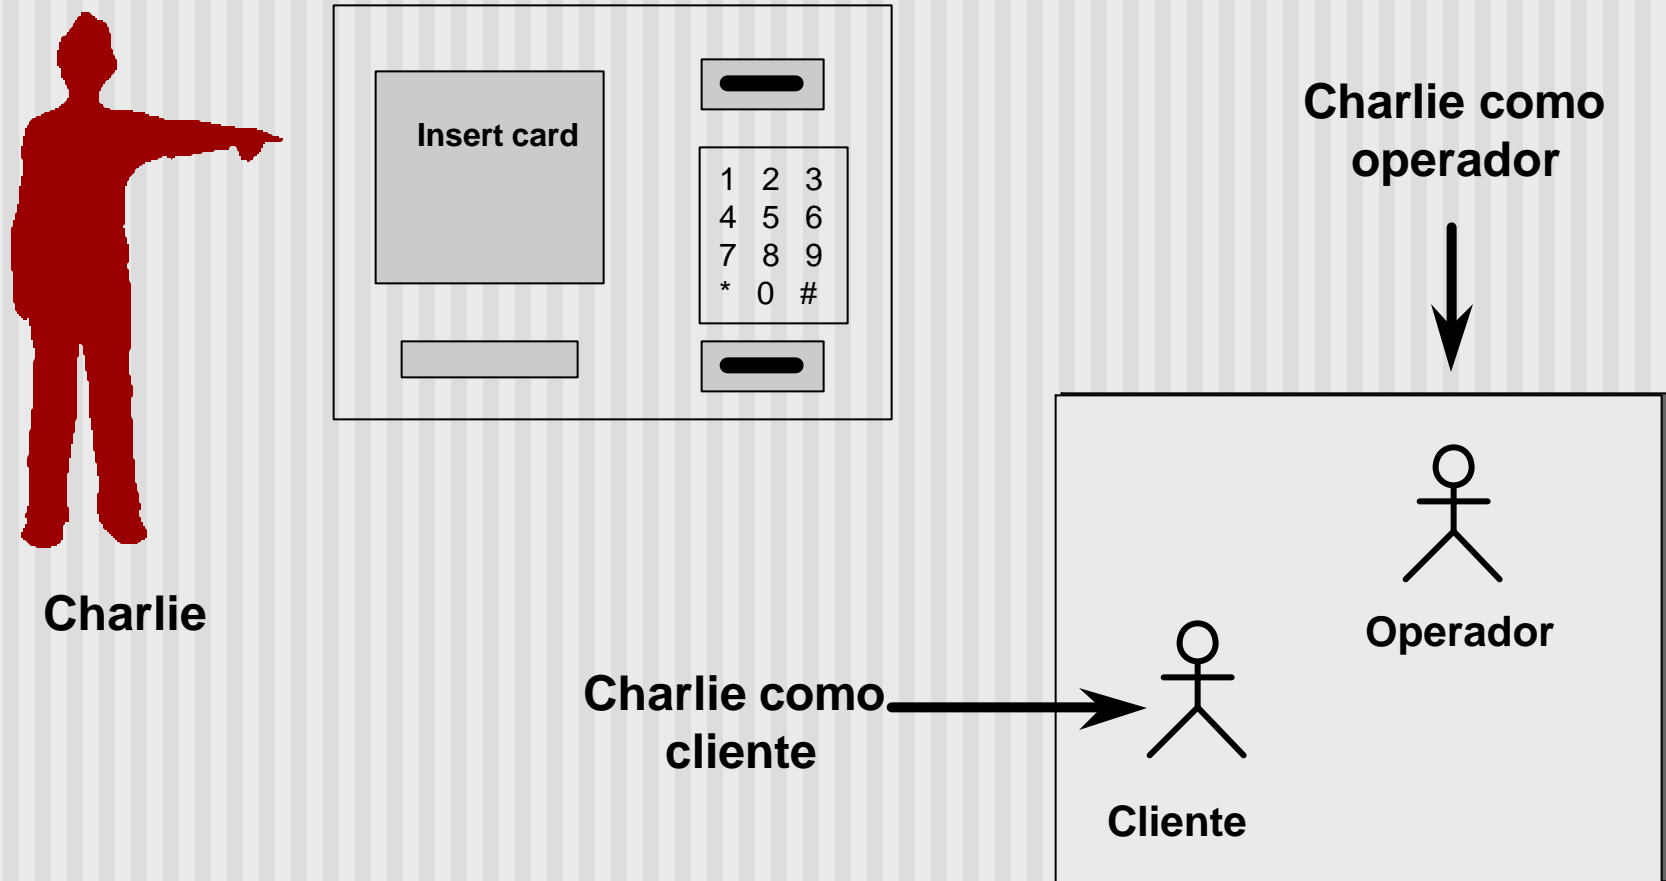 Insert card
1 2 3
4 5 6
7 8 9
* 0 #
Charlie
Charlie como
operador
Charlie como
cliente
Operador
Cliente